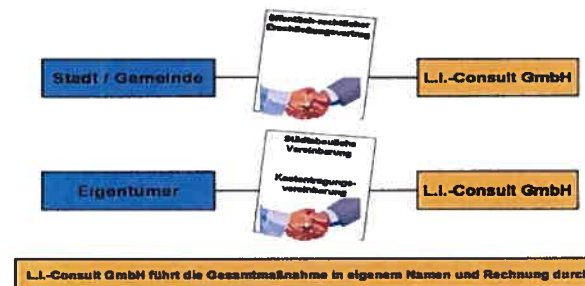 öffentlich-rechtlicher
Erschließungsvertrag
Stadt / Gemeinde
L.I.-Consult GmbH
Städtebauliche
Vereinbarung
Kostentragungs-
vereinbarung
Eigentümer
L.I.-Consult GmbH
L.I.-Consult GmbH führt die Gesamtmaßnahme in eigenem Namen und Rechnung durch